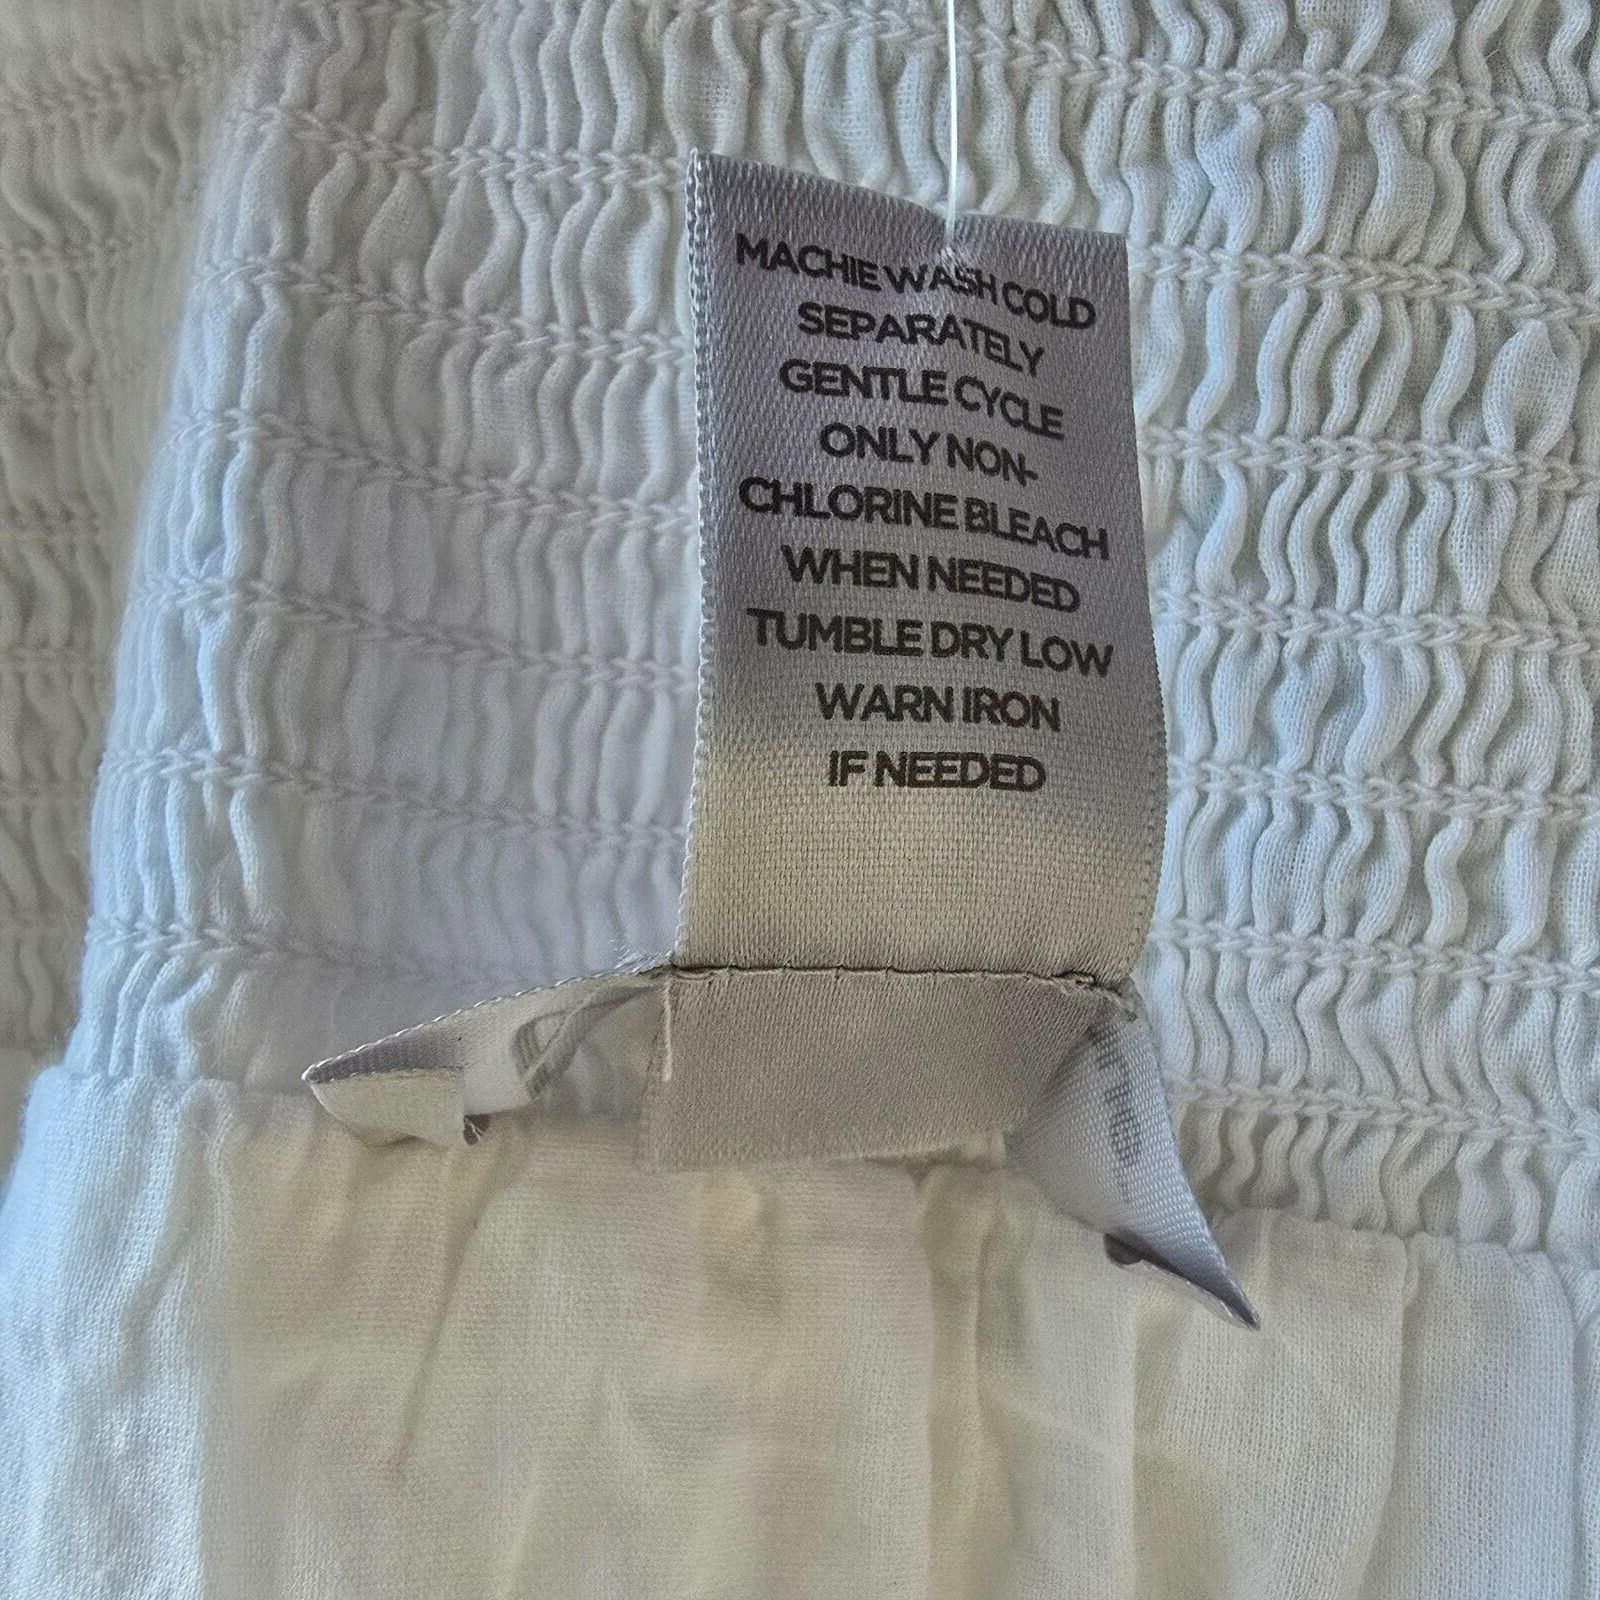 MACHIE WASH COLD
SEPARATELY
GENTLE CYCLE
ONLY NON-
CHLORINE BLEACH
WHEN NEEDED
TUMBLE DRY LOW
WARN IRON
IF NEEDED